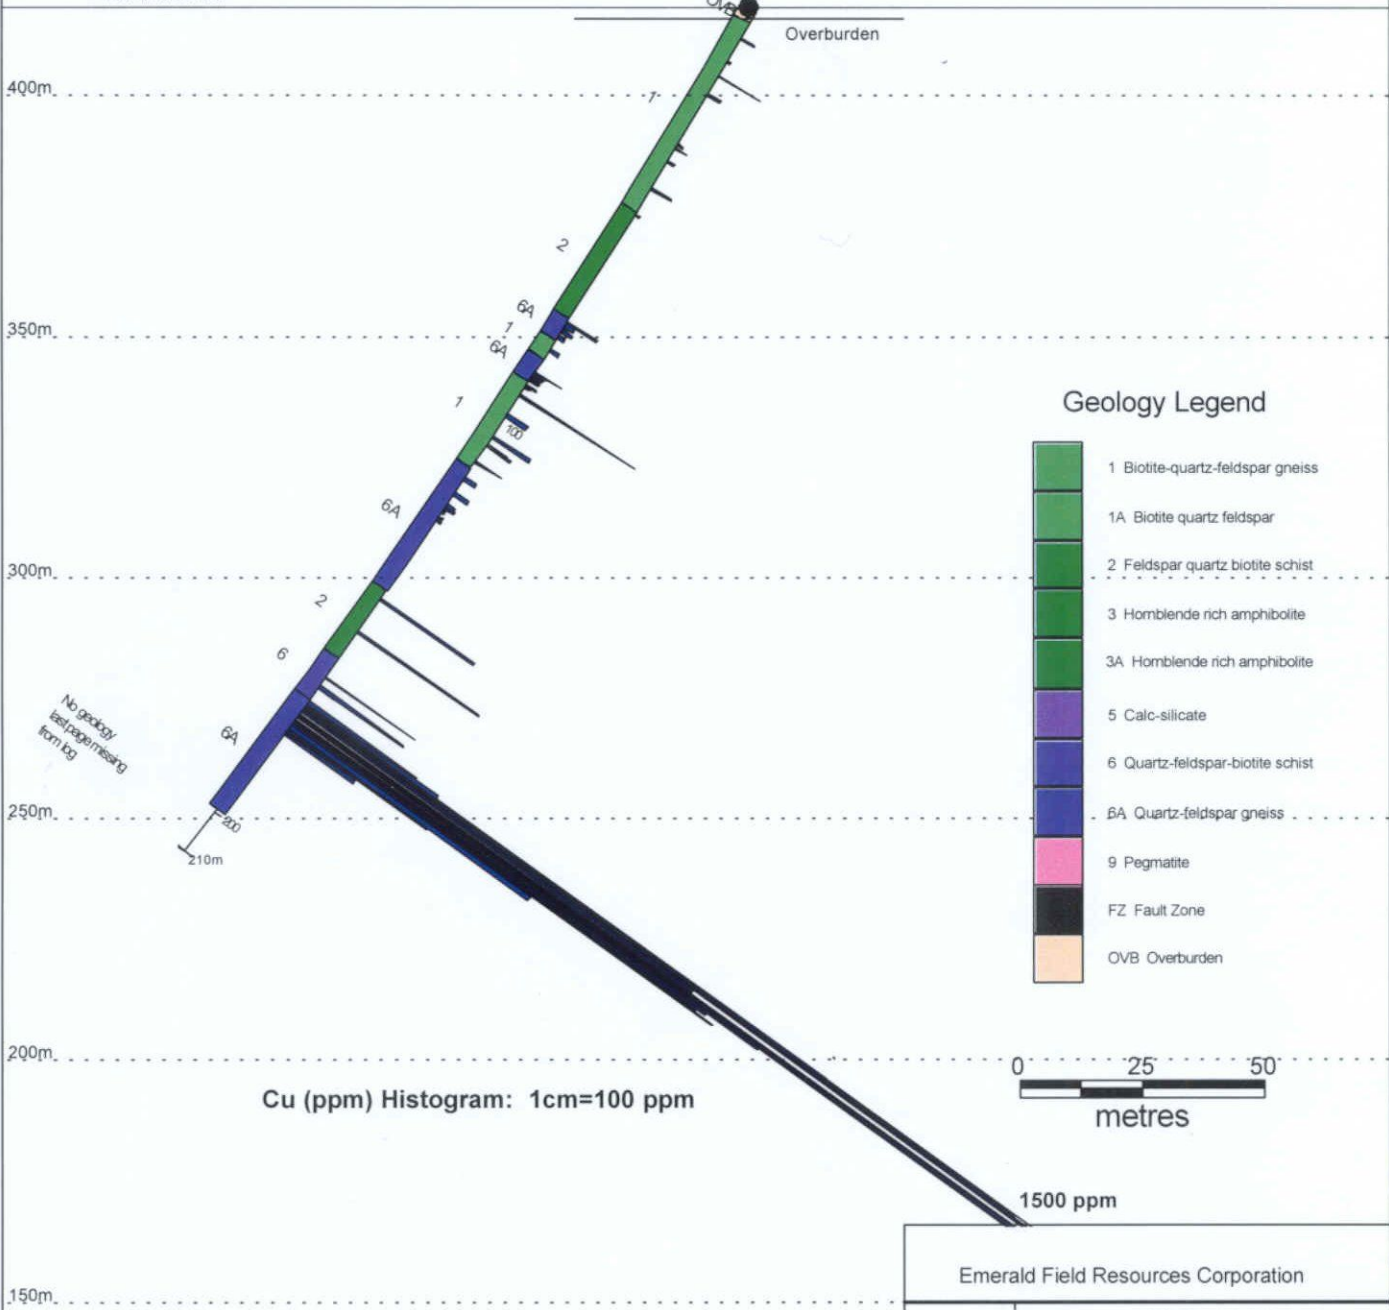 OVB
Overburden
400m
1
2
6A
350m
1
6A
1
100
6A
300m
2
6
No geology
last page missing
from log
6A
250m
200
210m
200m
150m
Geology Legend
1 Biotite-quartz-feldspar gneiss
1A Biotite quartz feldspar
2 Feldspar quartz biotite schist
3 Hornblende rich amphibolite
3A Hornblende rich amphibolite
5 Calc-silicate
6 Quartz-feldspar-biotite schist
6A Quartz-feldspar gneiss
9 Pegmatite
FZ Fault Zone
OVB Overburden
0 25 50
metres
Cu (ppm) Histogram: 1cm=100 ppm
1500 ppm
Emerald Field Resources Corporation